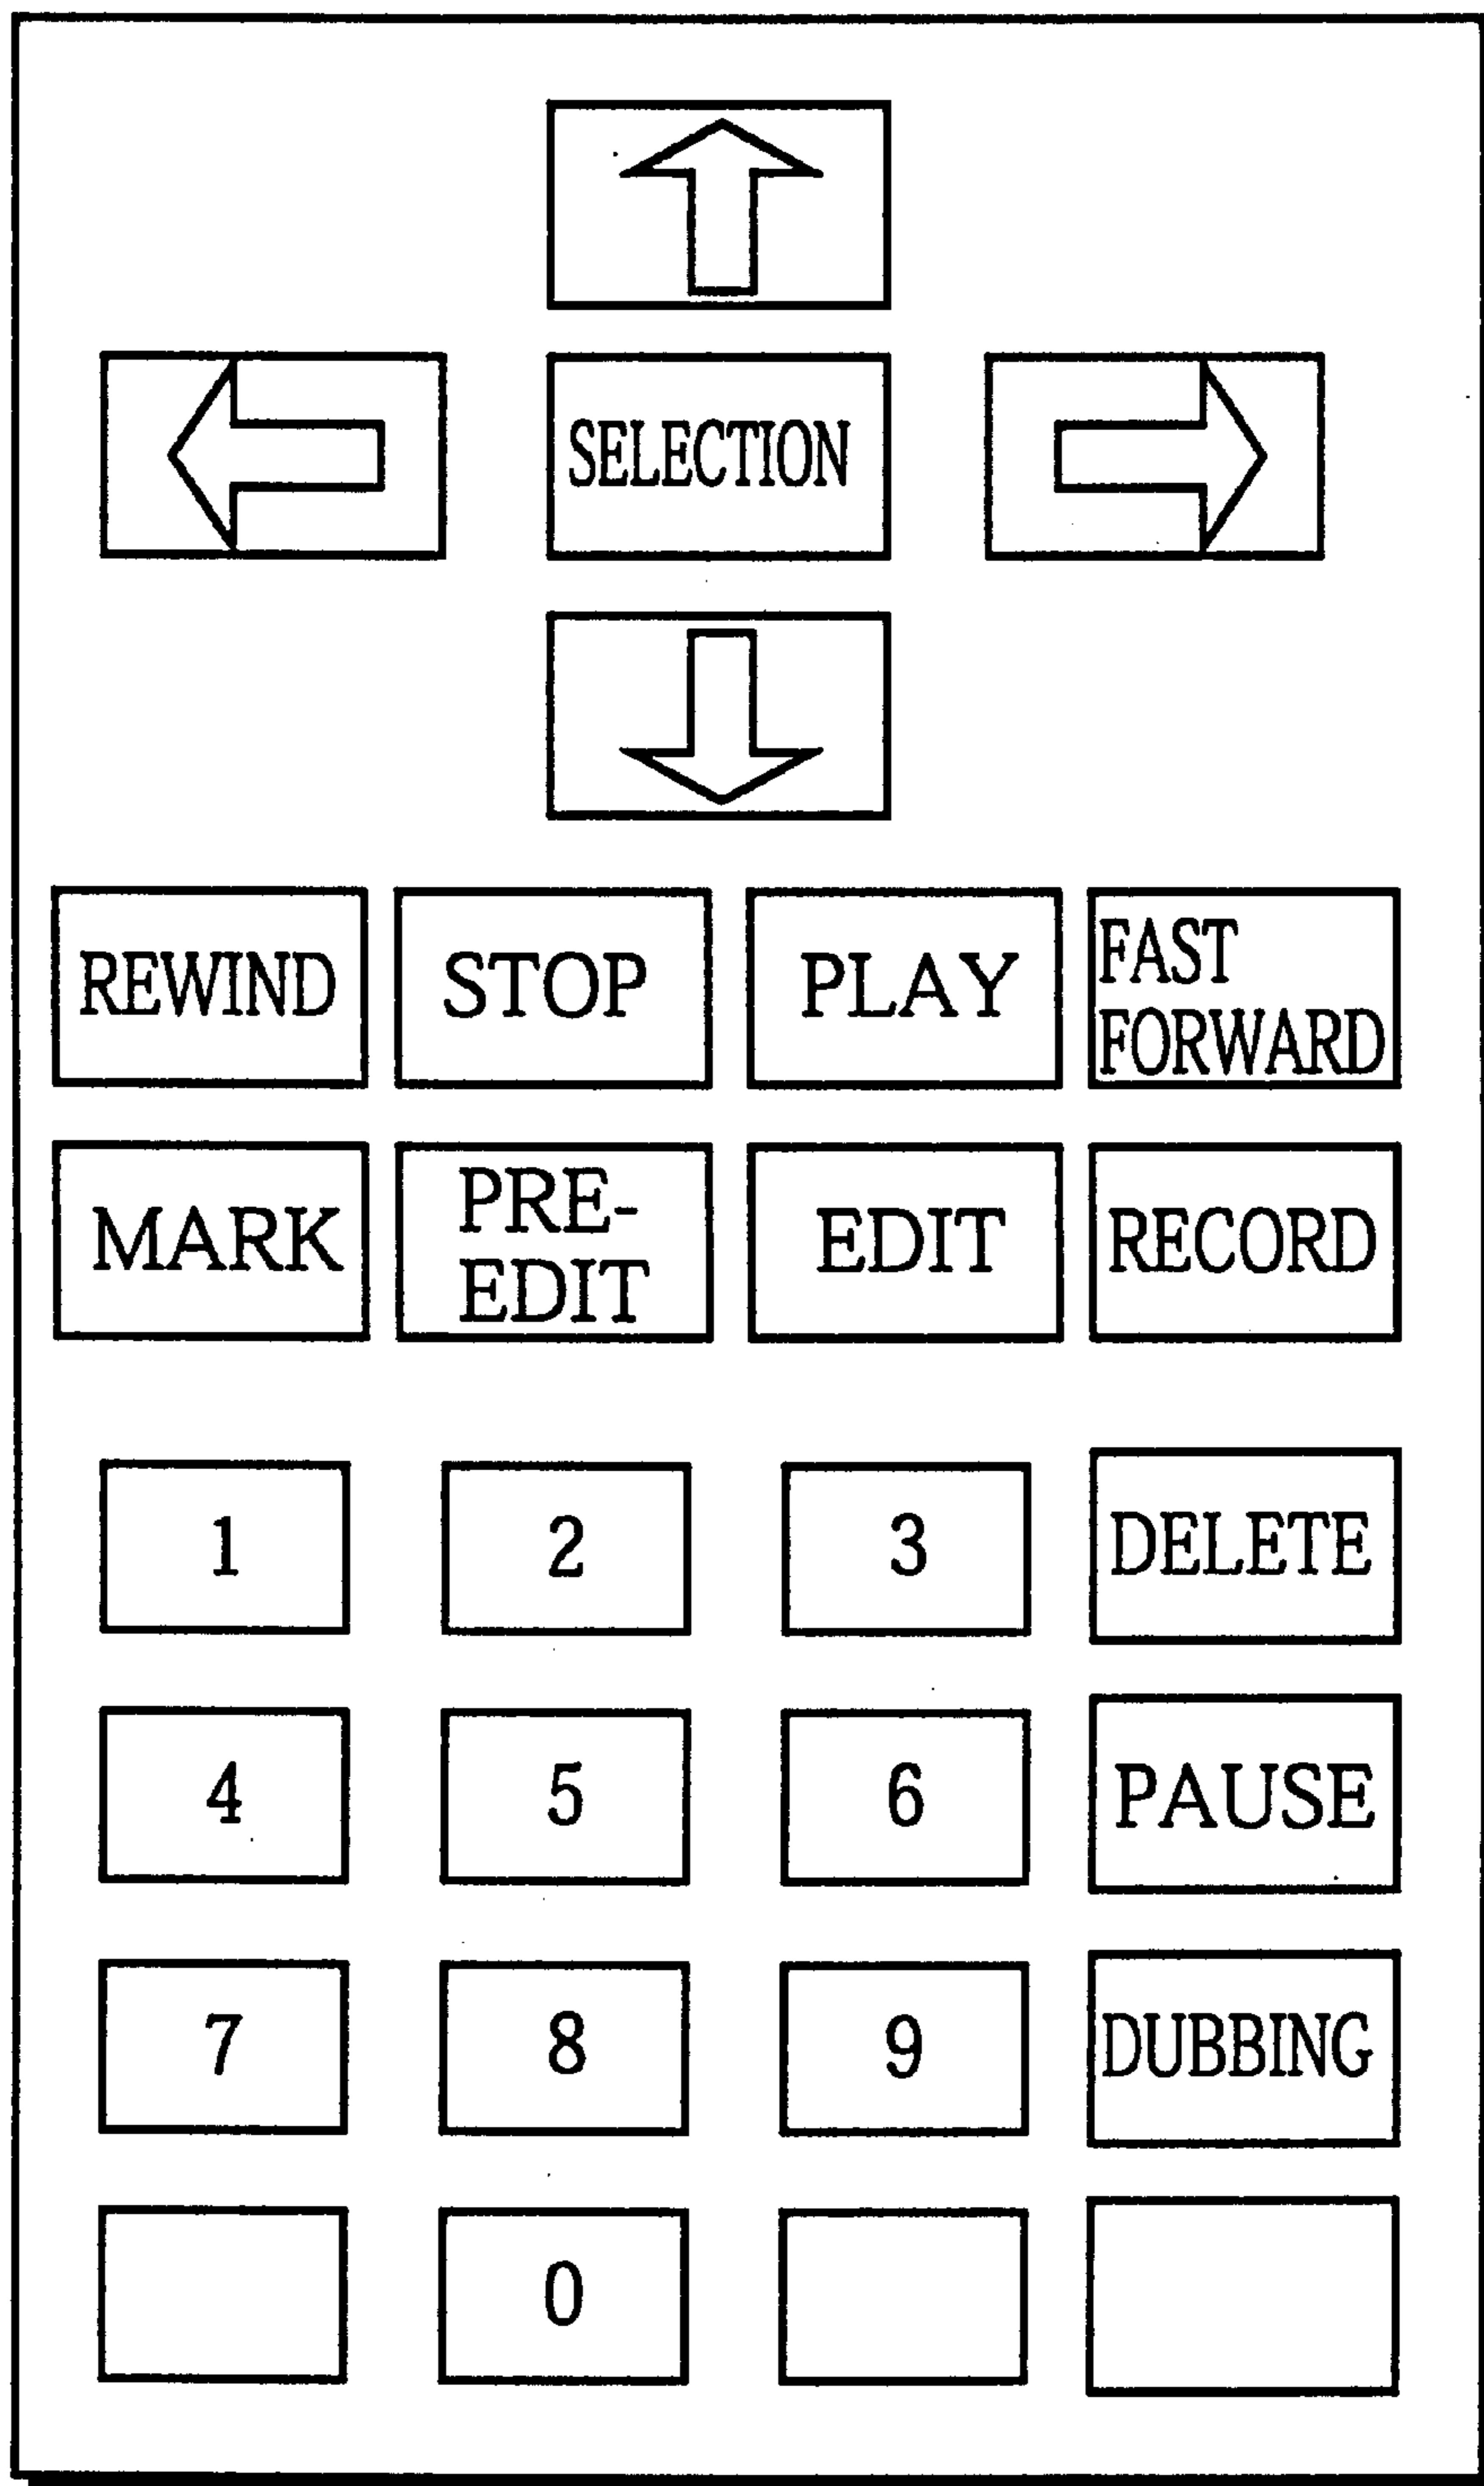 SELECTION
REWIND STOP PLAY FAST
FORWARD
MARK PRE-
EDIT EDIT RECORD
1 2 3 DELETE
4 5 6 PAUSE
7 8 9 DUBBING
0